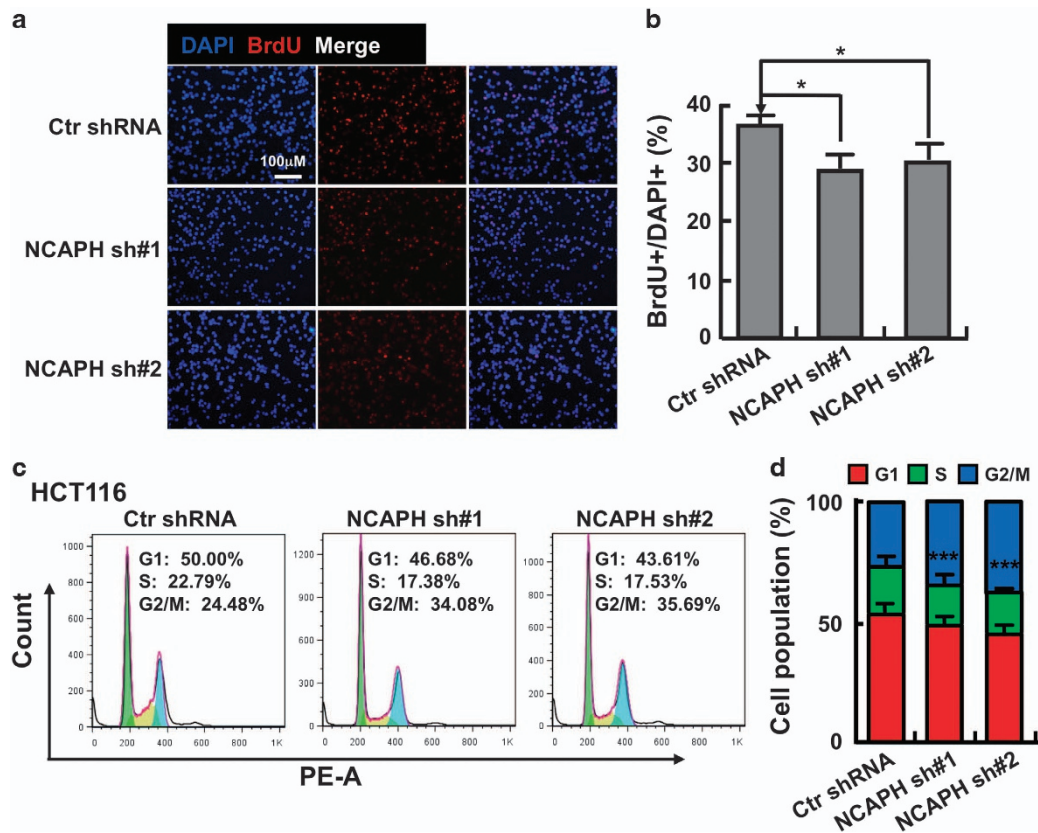 a
DAPI BrdU Merge
Ctr shRNA
100μM
NCAPH sh#1
NCAPH sh#2
b
*
*
BrdU+/DAPI+ (%)
40
30
20
10
0
Ctr shRNA
NCAPH sh#1
NCAPH sh#2
c
HCT116
Ctr shRNA
G1: 50.00%
S: 22.79%
G2/M: 24.48%
1000
800
600
400
200
0
0 200 400 600 800 1K
NCAPH sh#1
G1: 46.68%
S: 17.38%
G2/M: 34.08%
1200
900
600
300
0
0 200 400 600 800 1K
NCAPH sh#2
G1: 43.61%
S: 17.53%
G2/M: 35.69%
1000
800
600
400
200
0
0 200 400 600 800 1K
Count
PE-A
d
G1 S G2/M
Cell population (%)
100
50
0
***
***
Ctr shRNA
NCAPH sh#1
NCAPH sh#2